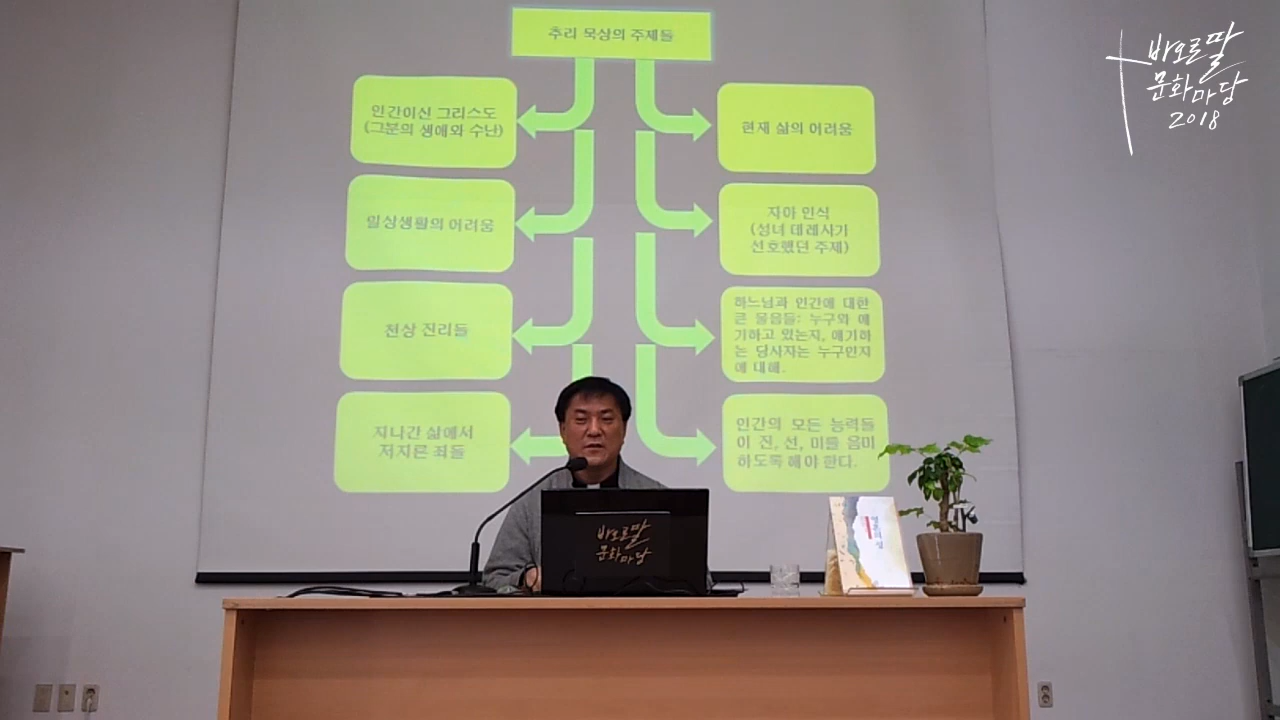 추리 묵상의 주제들
인간이신 그리스도
(그분의 생애와 수난)
현재 삶의 어려움
일상생활의 어려움
자아 인식
(성녀 데레사가
선호했던 주제)
천상 진리들
하느님과 인간에 대한
큰 물음들: 누구와 얘
기하고 있는지, 얘기하
는 당사자는 누구인지
에 대해.
지나간 삶에서
저지른 죄들
인간의 모든 능력들
이 진, 선, 미를 음미
하도록 해야 한다.
바오로딸
문화마당
2018
바오로딸
문화마당
영혼의 성